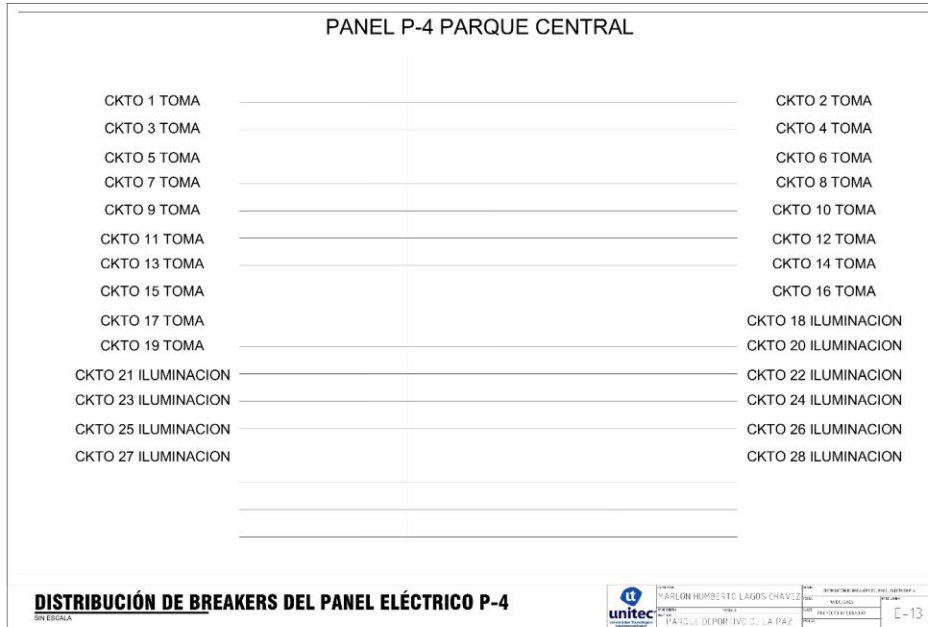 PANEL P-4 PARQUE CENTRAL
CKTO 1 TOMA CKTO 2 TOMA
CKTO 3 TOMA CKTO 4 TOMA
CKTO 5 TOMA CKTO 6 TOMA
CKTO 7 TOMA CKTO 8 TOMA
CKTO 9 TOMA CKTO 10 TOMA
CKTO 11 TOMA CKTO 12 TOMA
CKTO 13 TOMA CKTO 14 TOMA
CKTO 15 TOMA CKTO 16 TOMA
CKTO 17 TOMA CKTO 18 ILUMINACION
CKTO 19 TOMA CKTO 20 ILUMINACION
CKTO 21 ILUMINACION CKTO 22 ILUMINACION
CKTO 23 ILUMINACION CKTO 24 ILUMINACION
CKTO 25 ILUMINACION CKTO 26 ILUMINACION
CKTO 27 ILUMINACION CKTO 28 ILUMINACION
DISTRIBUCIÓN DE BREAKERS DEL PANEL ELÉCTRICO P-4
SIN ESCALA
unitec
MARLON HUMBERTO LAGOS CHAVEZ
PARQUE DEPORTIVO DE LA PAZ
E-13